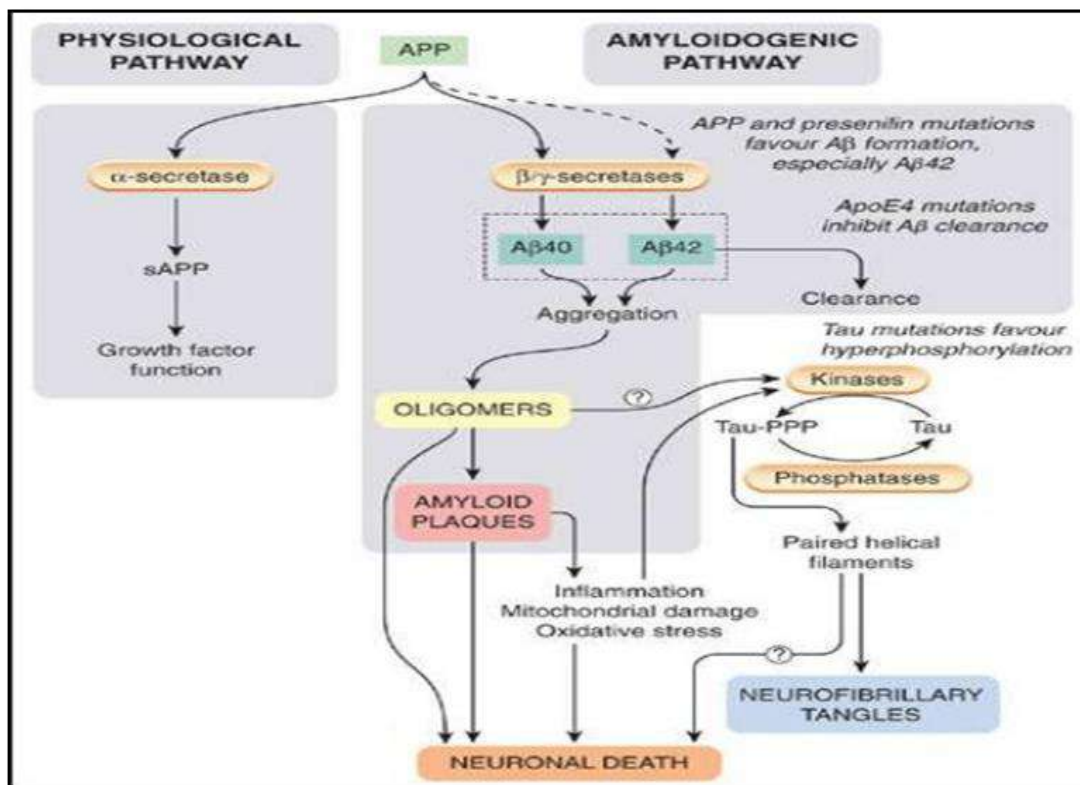 PHYSIOLOGICAL
PATHWAY
APP
AMYLOIDOGENIC
PATHWAY
APP and presenilin mutations
favour Aβ formation,
especially Aβ42
α-secretase
β/γ-secretases
ApoE4 mutations
inhibit Aβ clearance
Aβ40
Aβ42
sAPP
Clearance
Aggregation
Growth factor
function
Tau mutations favour
hyperphosphorylation
Kinases
?
OLIGOMERS
Tau-PPP
Tau
Phosphatases
AMYLOID
PLAQUES
Paired helical
filaments
Inflammation
Mitochondrial damage
Oxidative stress
?
NEUROFIBRILLARY
TANGLES
NEURONAL DEATH